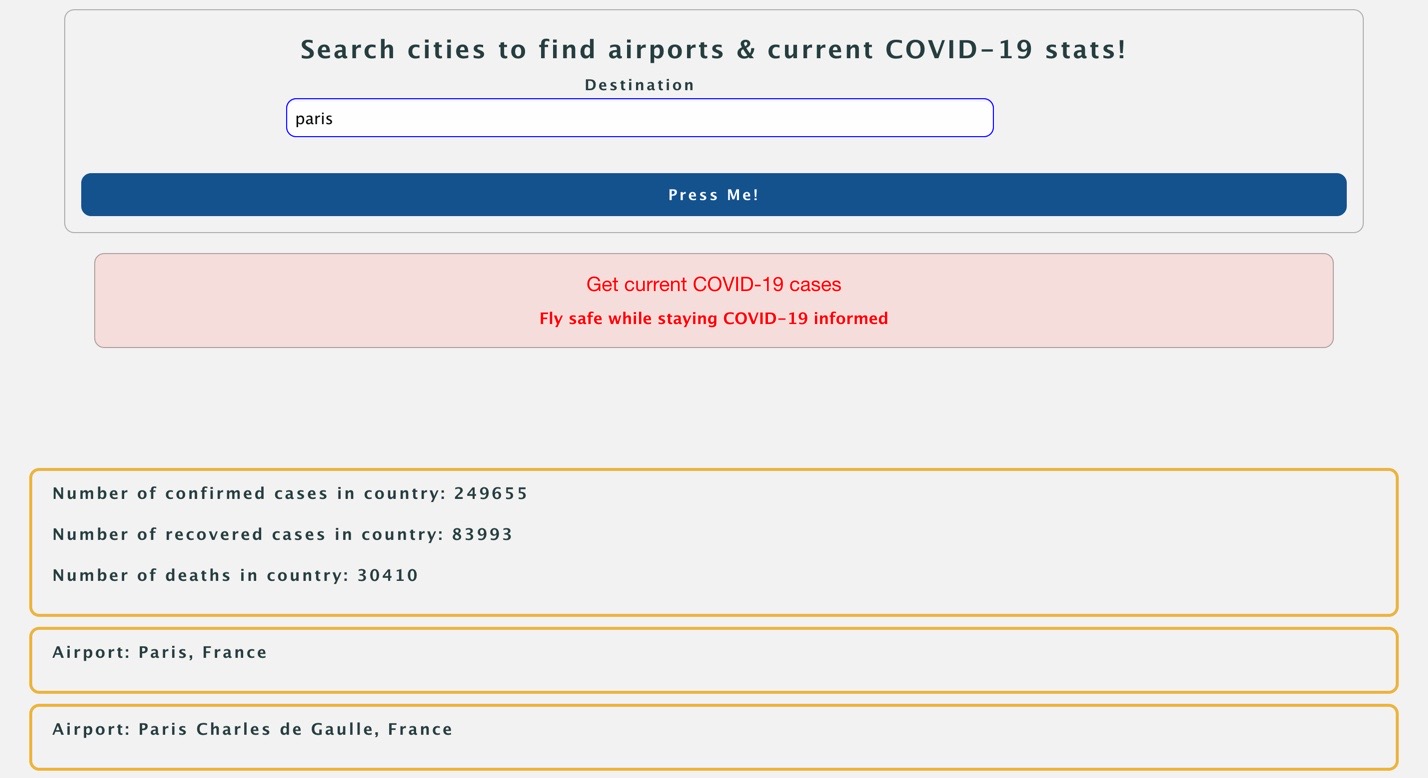 Search cities to find airports & current COVID-19 stats!
Destination
paris
Press Me!
Get current COVID-19 cases
Fly safe while staying COVID-19 informed
Number of confirmed cases in country: 249655
Number of recovered cases in country: 83993
Number of deaths in country: 30410
Airport: Paris, France
Airport: Paris Charles de Gaulle, France